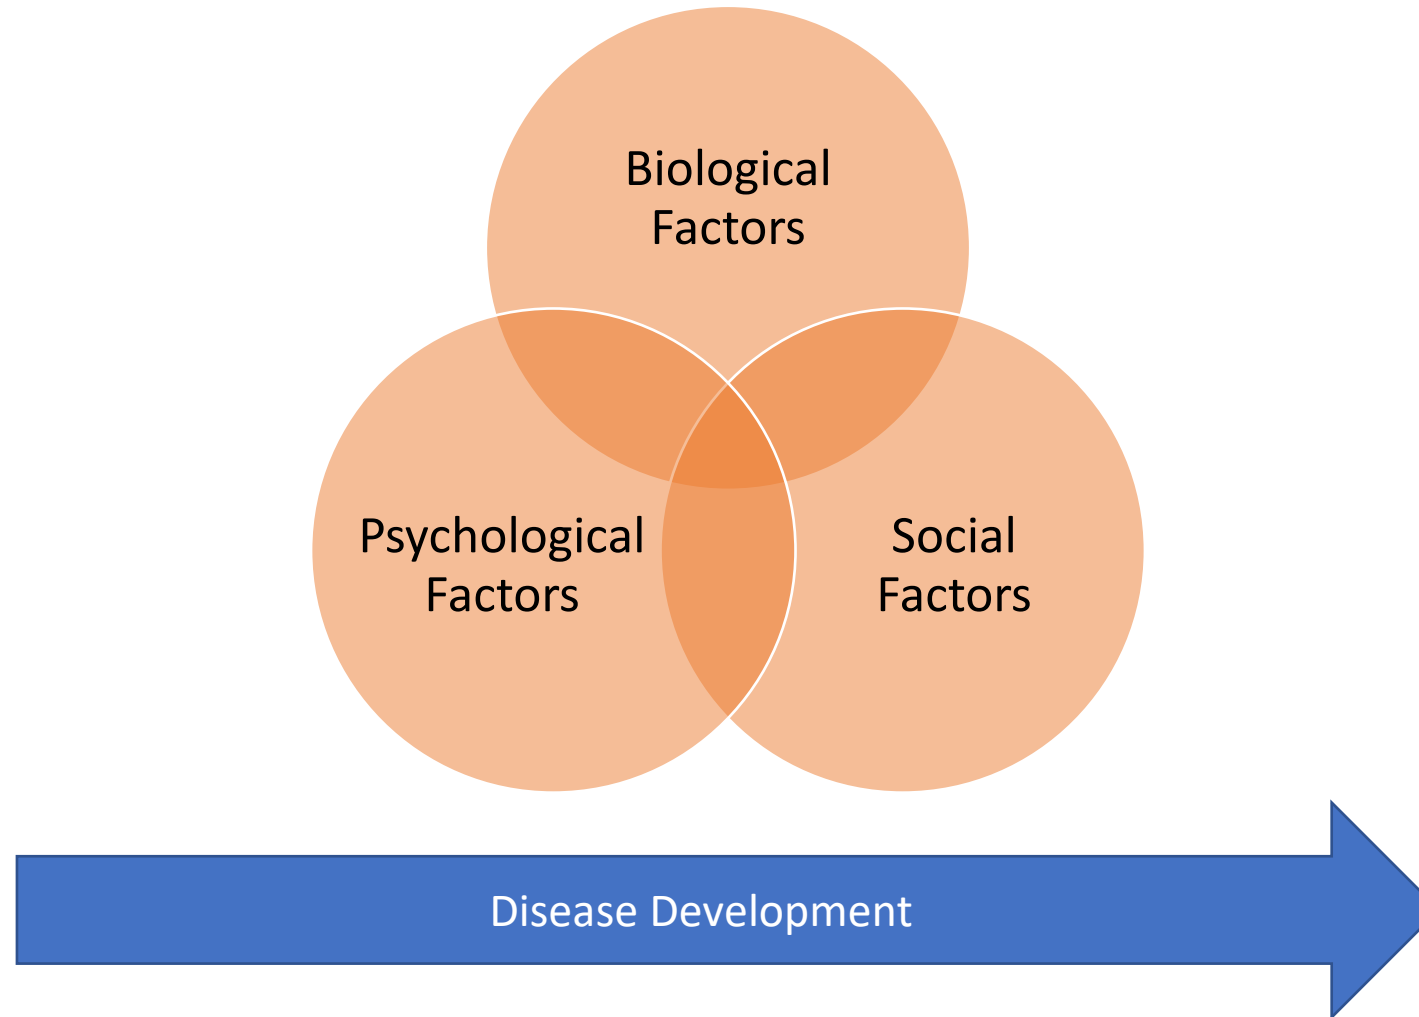 Biological
Factors
Psychological
Factors
Social
Factors
Disease Development